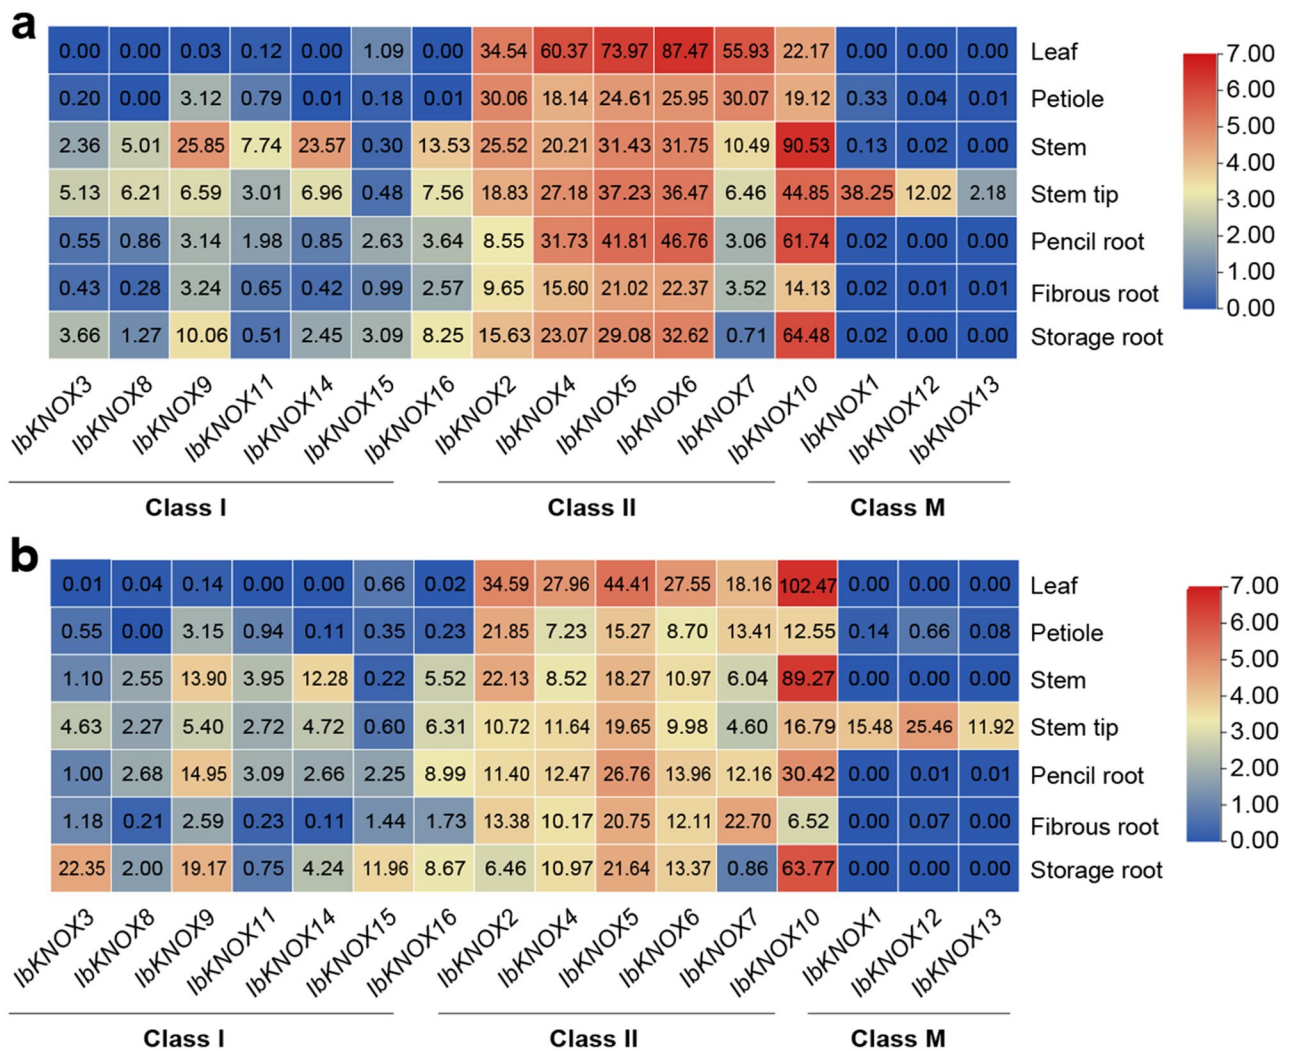 a
0.00 0.00 0.03 0.12 0.00 1.09 0.00 34.54 60.37 73.97 87.47 55.93 22.17 0.00 0.00 0.00 Leaf
0.20 0.00 3.12 0.79 0.01 0.18 0.01 30.06 18.14 24.61 25.95 30.07 19.12 0.33 0.04 0.01 Petiole
2.36 5.01 25.85 7.74 23.57 0.30 13.53 25.52 20.21 31.43 31.75 10.49 90.53 0.13 0.02 0.00 Stem
5.13 6.21 6.59 3.01 6.96 0.48 7.56 18.83 27.18 37.23 36.47 6.46 44.85 38.25 12.02 2.18 Stem tip
0.55 0.86 3.14 1.98 0.85 2.63 3.64 8.55 31.73 41.81 46.76 3.06 61.74 0.02 0.00 0.00 Pencil root
0.43 0.28 3.24 0.65 0.42 0.99 2.57 9.65 15.60 21.02 22.37 3.52 14.13 0.02 0.01 0.01 Fibrous root
3.66 1.27 10.06 0.51 2.45 3.09 8.25 15.63 23.07 29.08 32.62 0.71 64.48 0.02 0.00 0.00 Storage root
7.00
6.00
5.00
4.00
3.00
2.00
1.00
0.00
IbKNOX3 IbKNOX8 IbKNOX9 IbKNOX11 IbKNOX14 IbKNOX15 IbKNOX16 IbKNOX2 IbKNOX4 IbKNOX5 IbKNOX6 IbKNOX7 IbKNOX10 IbKNOX1 IbKNOX12 IbKNOX13
Class I Class II Class M
b
0.01 0.04 0.14 0.00 0.00 0.66 0.02 34.59 27.96 44.41 27.55 18.16 102.47 0.00 0.00 0.00 Leaf
0.55 0.00 3.15 0.94 0.11 0.35 0.23 21.85 7.23 15.27 8.70 13.41 12.55 0.14 0.66 0.08 Petiole
1.10 2.55 13.90 3.95 12.28 0.22 5.52 22.13 8.52 18.27 10.97 6.04 89.27 0.00 0.00 0.00 Stem
4.63 2.27 5.40 2.72 4.72 0.60 6.31 10.72 11.64 19.65 9.98 4.60 16.79 15.48 25.46 11.92 Stem tip
1.00 2.68 14.95 3.09 2.66 2.25 8.99 11.40 12.47 26.76 13.96 12.16 30.42 0.00 0.01 0.01 Pencil root
1.18 0.21 2.59 0.23 0.11 1.44 1.73 13.38 10.17 20.75 12.11 22.70 6.52 0.00 0.07 0.00 Fibrous root
22.35 2.00 19.17 0.75 4.24 11.96 8.67 6.46 10.97 21.64 13.37 0.86 63.77 0.00 0.00 0.00 Storage root
7.00
6.00
5.00
4.00
3.00
2.00
1.00
0.00
IbKNOX3 IbKNOX8 IbKNOX9 IbKNOX11 IbKNOX14 IbKNOX15 IbKNOX16 IbKNOX2 IbKNOX4 IbKNOX5 IbKNOX6 IbKNOX7 IbKNOX10 IbKNOX1 IbKNOX12 IbKNOX13
Class I Class II Class M